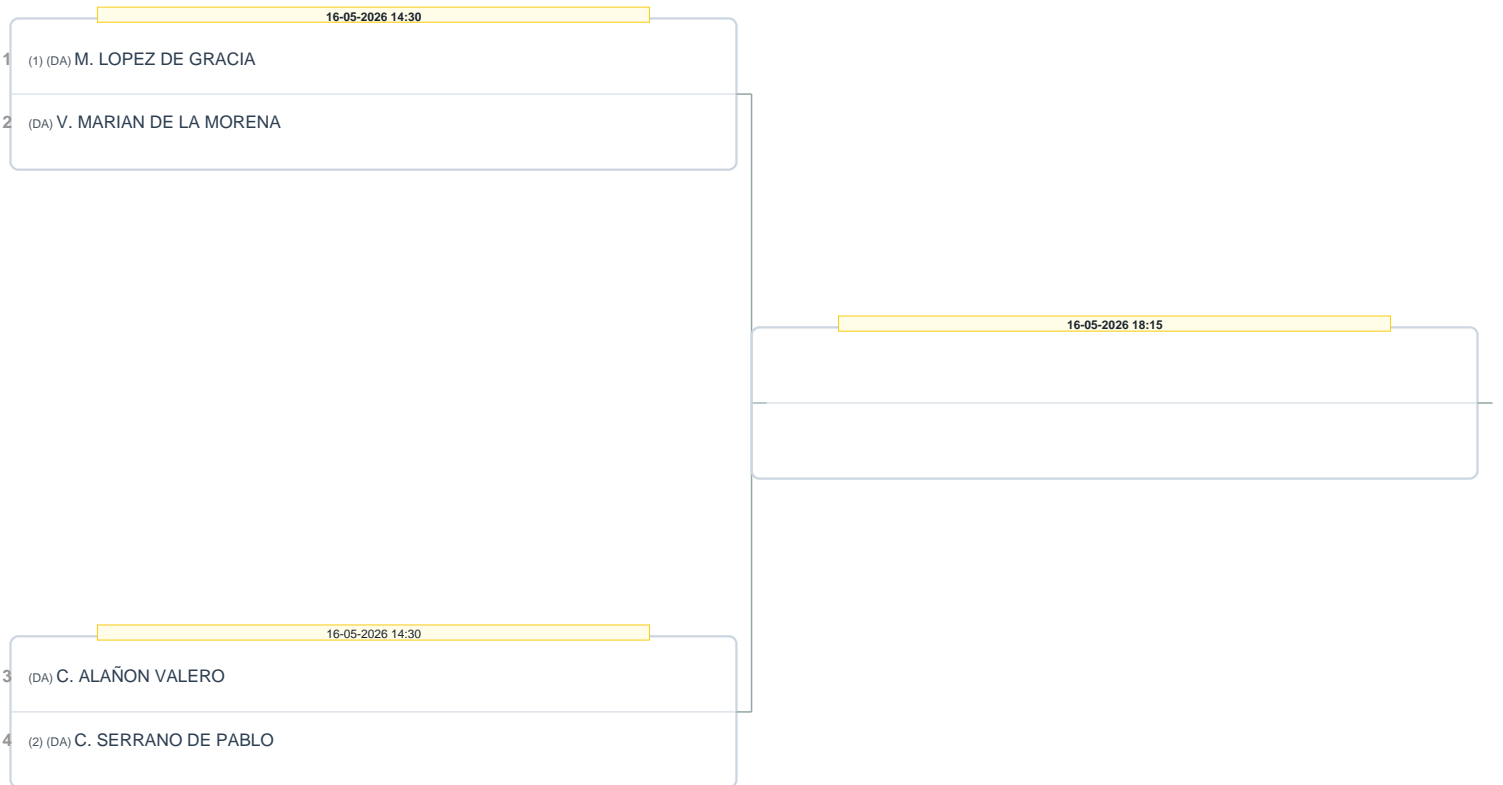 16-05-2026 14:30
1 (1) (DA) M. LOPEZ DE GRACIA
2 (DA) V. MARIAN DE LA MORENA
16-05-2026 18:15
16-05-2026 14:30
3 (DA) C. ALAÑON VALERO
4 (2) (DA) C. SERRANO DE PABLO